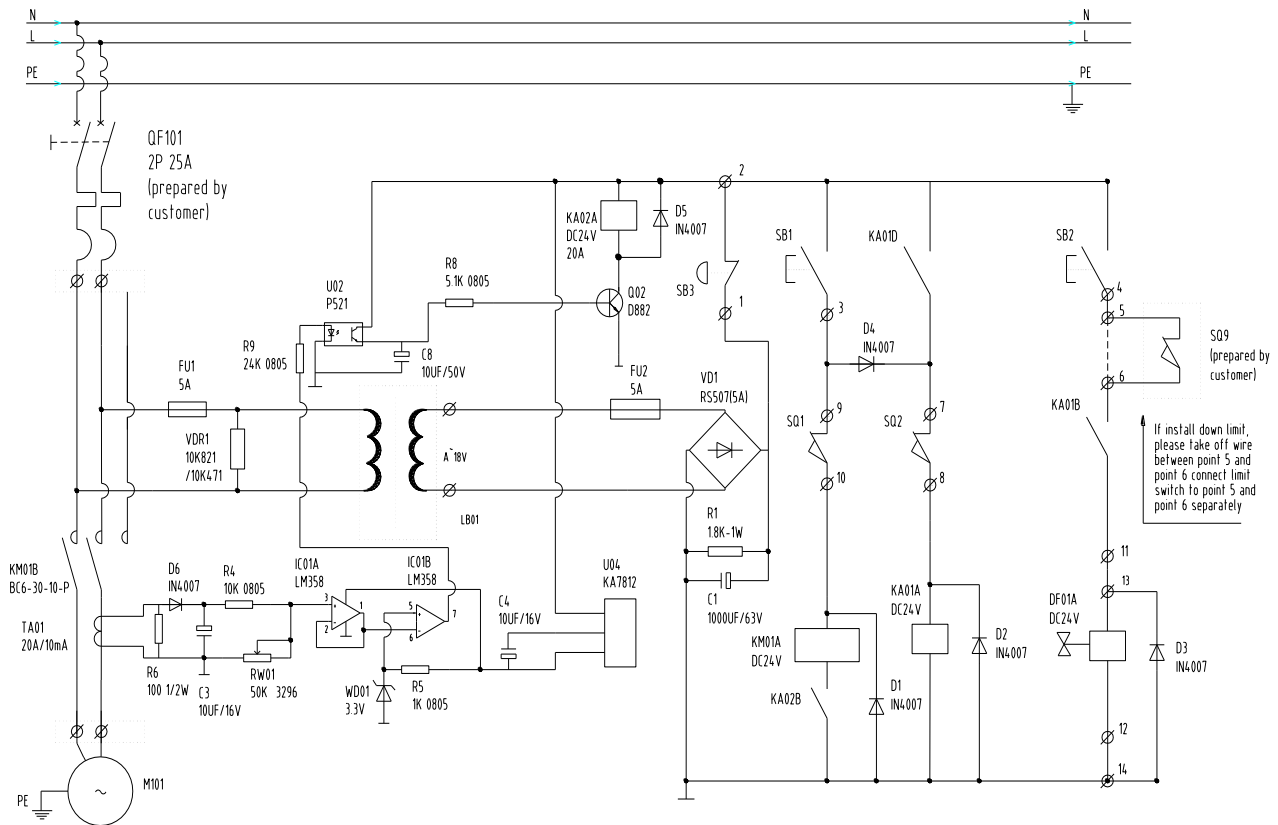 N
N
L
L
PE
PE
QF101
2P 25A
(prepared by
customer)
2
KA02A
DC24V
20A
D5
IN4007
SB1
KA01D
SB2
U02
P521
R8
5.1K 0805
Q02
D882
SB3
1
3
4
5
R9
24K 0805
C8
10UF/50V
D4
IN4007
SQ9
(prepared by
customer)
6
FU1
5A
FU2
5A
VD1
RS507(5A)
KA01B
9
7
SQ1
SQ2
10
8
If install down limit,
please take off wire
between point 5 and
point 6 connect limit
switch to point 5 and
point 6 separately
VDR1
10K821
/10K471
A~18V
LB01
R1
1.8K-1W
C1
1000UF/63V
11
13
KM01B
BC6-30-10-P
D6
IN4007
R4
10K 0805
IC01A
LM358
IC01B
LM358
C4
10UF/16V
U04
KA7812
KA01A
DC24V
DF01A
DC24V
TA01
20A/10mA
3
+
1
2
-
5
+
7
6
-
R6
100 1/2W
C3
10UF/16V
RW01
50K 3296
WD01
3.3V
R5
1K 0805
KM01A
DC24V
KA02B
D1
IN4007
D2
IN4007
D3
IN4007
12
14
M101
~
PE